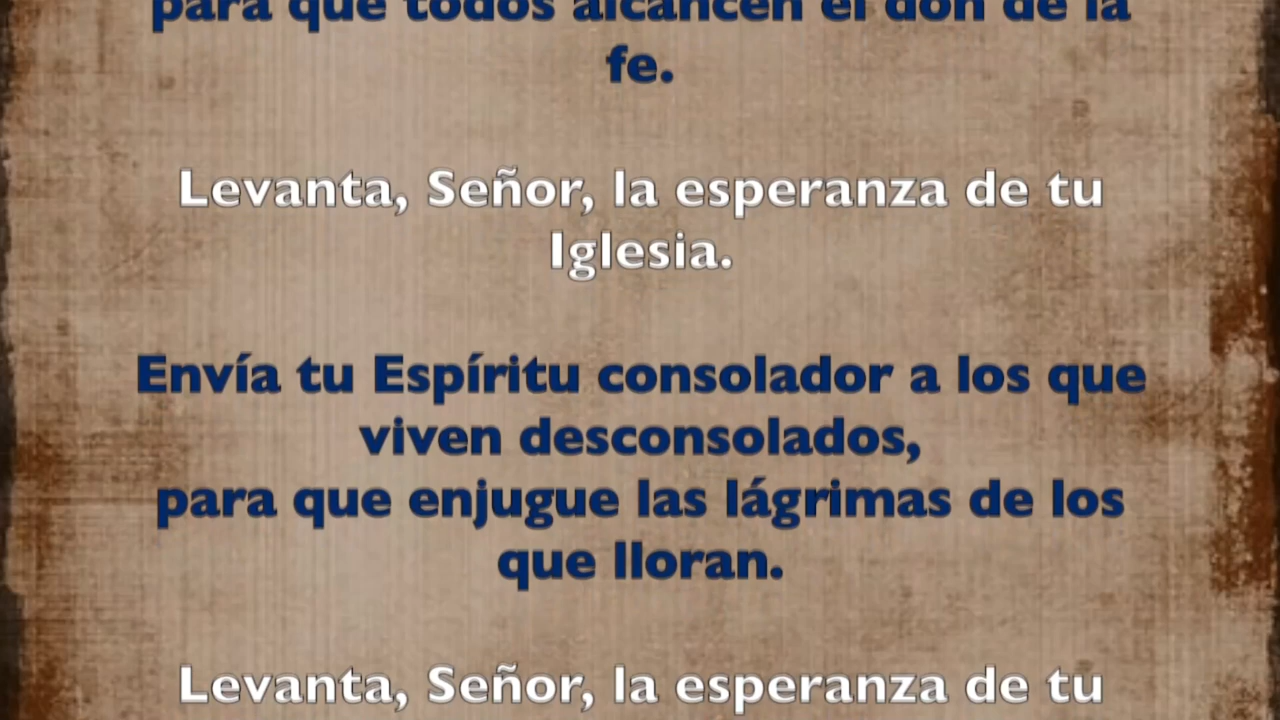 para que todos alcancen el don de la
fe.
Levanta, Señor, la esperanza de tu
Iglesia.
Envía tu Espíritu consolador a los que
viven desconsolados,
para que enjugue las lágrimas de los
que lloran.
Levanta, Señor, la esperanza de tu